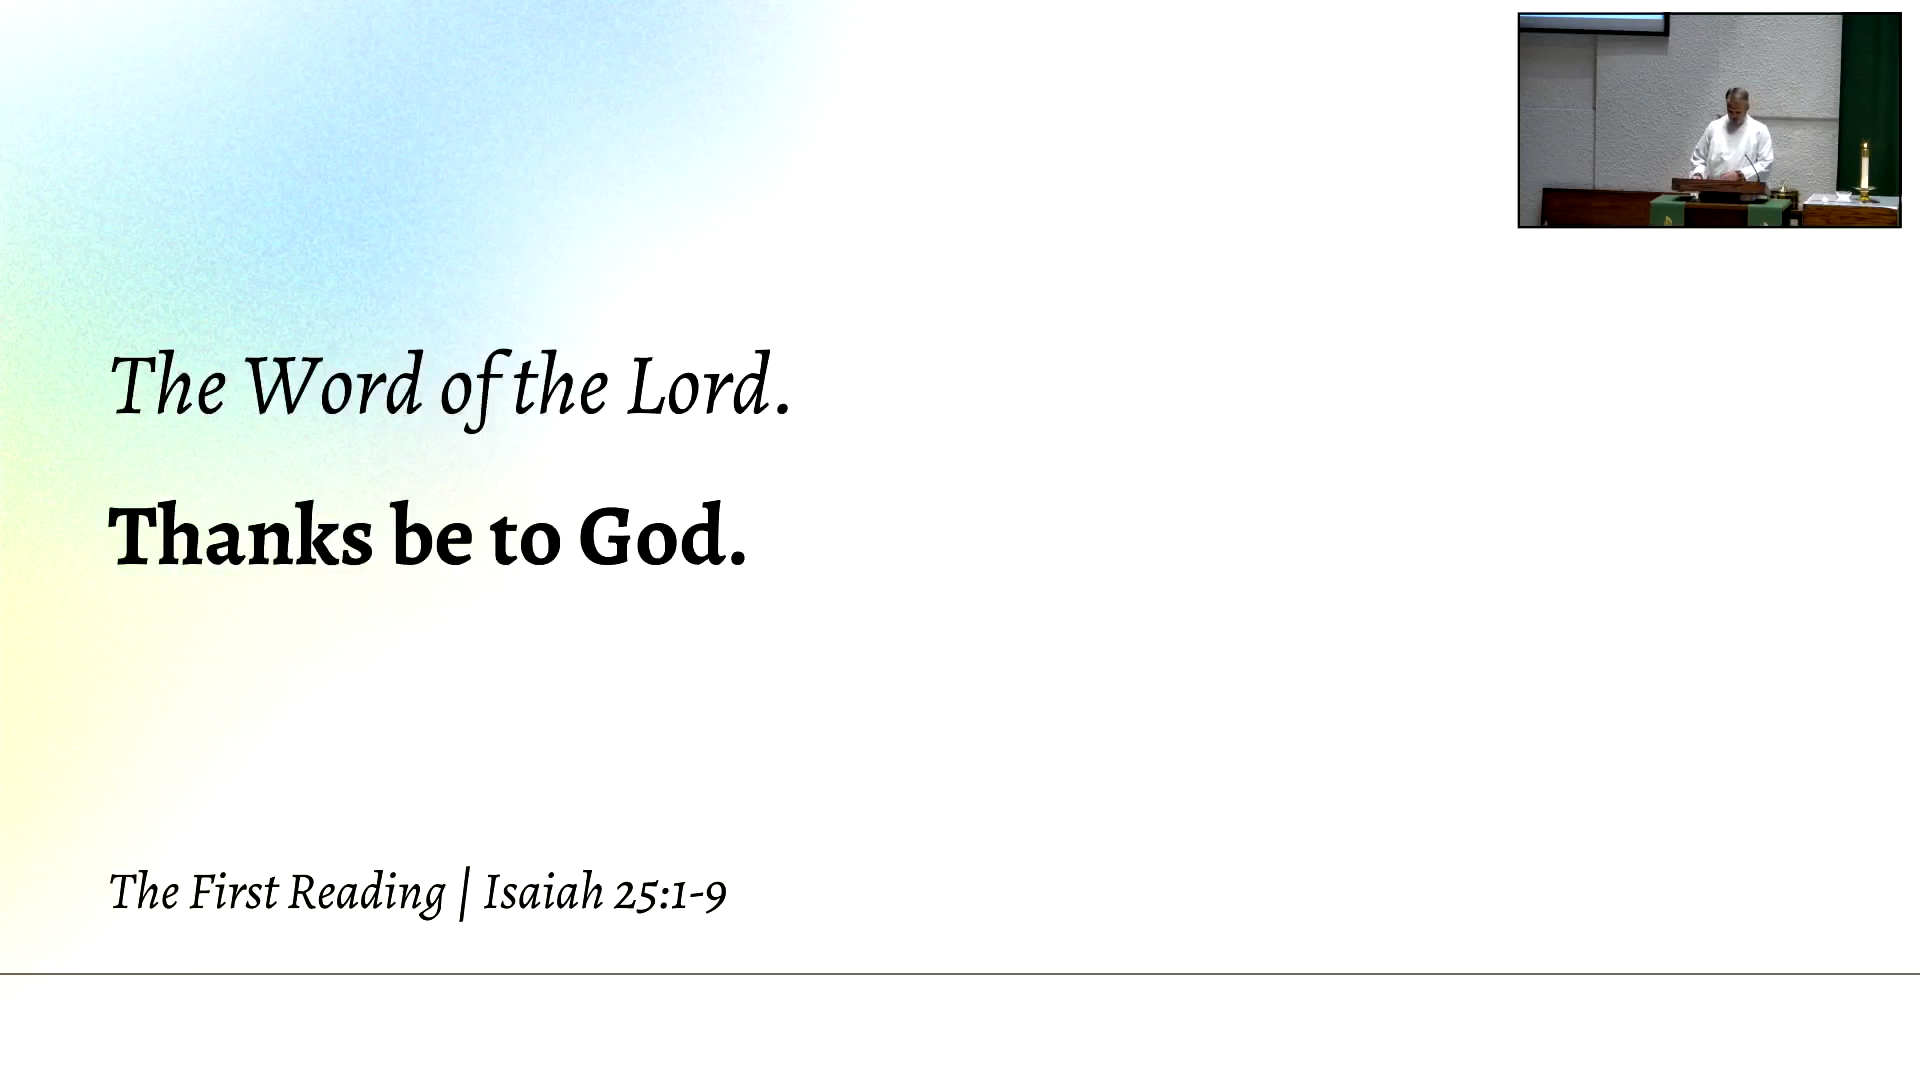 The Word of the Lord.
Thanks be to God.
The First Reading | Isaiah 25:1-9